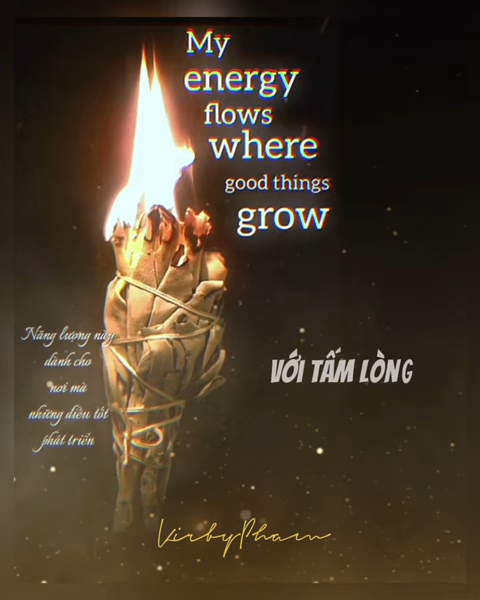 My
energy
flows
where
good things
grow
Năng lượng này
dành cho
nơi mà
những điều tốt
phát triển
VỚI TẤM LÒNG
VirbyPham